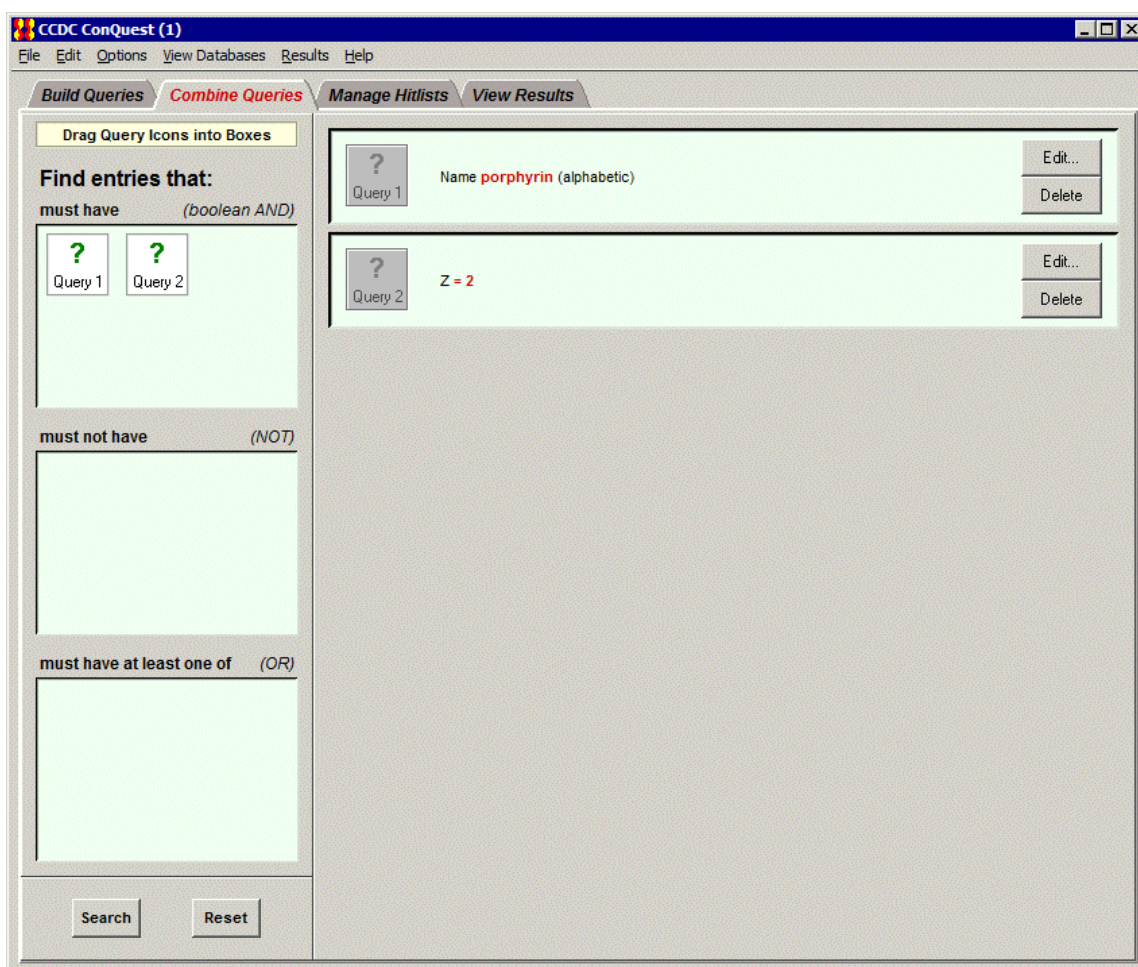 CCDC ConQuest (1)
File Edit Options View Databases Results Help
Build Queries Combine Queries Manage Hitlists View Results
Drag Query Icons into Boxes
Find entries that:
must have (boolean AND)
? ?
Query 1 Query 2
must not have (NOT)
must have at least one of (OR)
Search Reset
?
Query 1
Name porphyrin (alphabetic)
Edit...
Delete
?
Query 2
Z = 2
Edit...
Delete